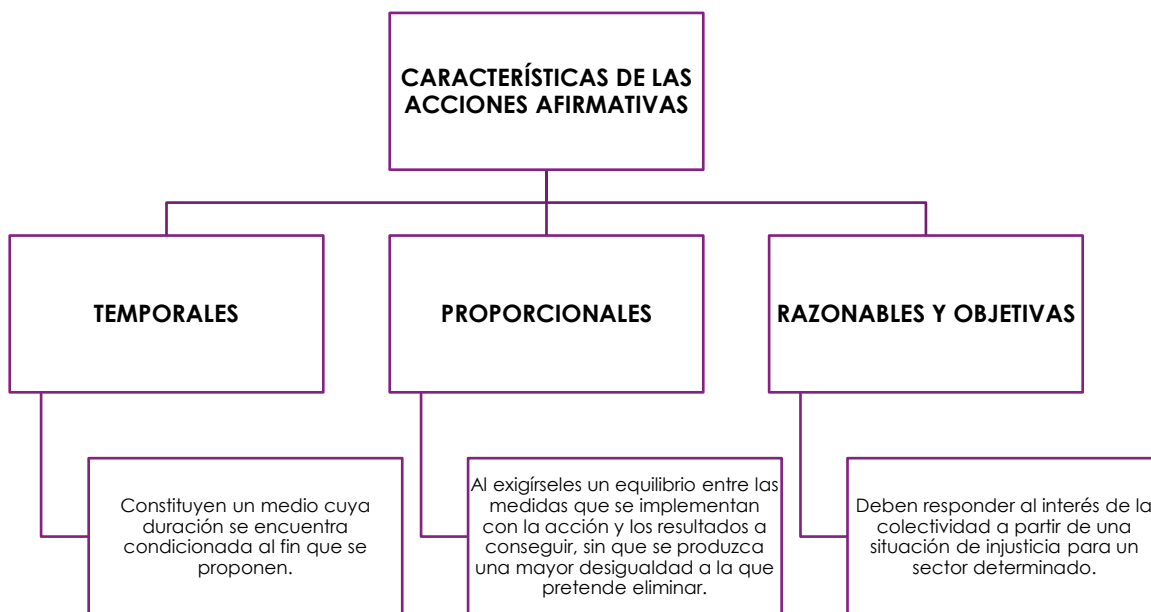 CARACTERÍSTICAS DE LAS
ACCIONES AFIRMATIVAS
TEMPORALES
PROPORCIONALES
RAZONABLES Y OBJETIVAS
Constituyen un medio cuya
duración se encuentra
condicionada al fin que se
proponen.
Al exigírseles un equilibrio entre las
medidas que se implementan
con la acción y los resultados a
conseguir, sin que se produzca
una mayor desigualdad a la que
pretende eliminar.
Deben responder al interés de la
colectividad a partir de una
situación de injusticia para un
sector determinado.